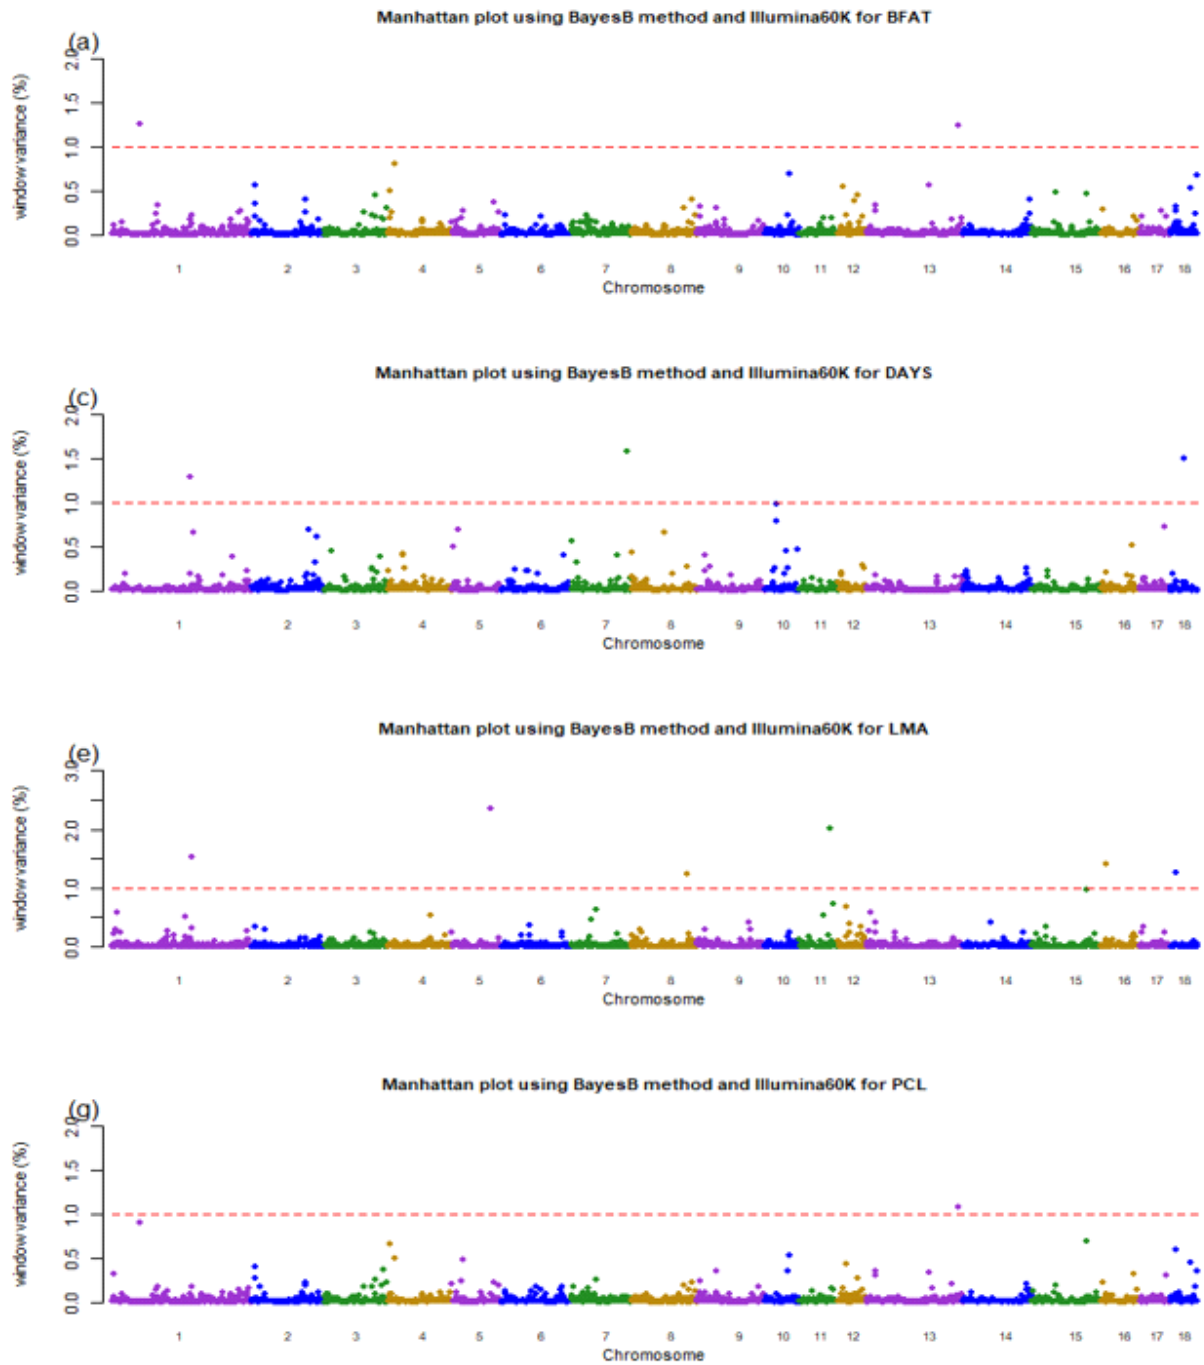 Manhattan plot using BayesB method and Illumina60K for BFAT
(a)
window variance (%)
2.0
1.5
1.0
0.5
0.0
1 2 3 4 5 6 7 8 9 10 11 12 13 14 15 16 17 18
Chromosome
Manhattan plot using BayesB method and Illumina60K for DAYS
(c)
window variance (%)
2.0
1.5
1.0
0.5
0.0
1 2 3 4 5 6 7 8 9 10 11 12 13 14 15 16 17 18
Chromosome
Manhattan plot using BayesB method and Illumina60K for LMA
(e)
window variance (%)
3.0
2.0
1.0
0.0
1 2 3 4 5 6 7 8 9 10 11 12 13 14 15 16 17 18
Chromosome
Manhattan plot using BayesB method and Illumina60K for PCL
(g)
window variance (%)
2.0
1.5
1.0
0.5
0.0
1 2 3 4 5 6 7 8 9 10 11 12 13 14 15 16 17 18
Chromosome